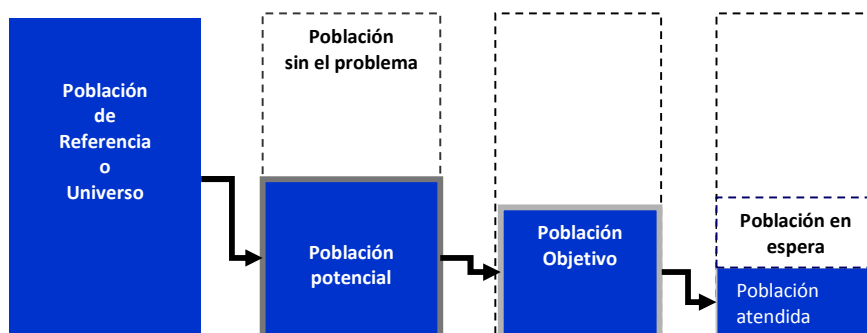 Población
de
Referencia
o
Universo
Población
sin el problema
Población
potencial
Población
Objetivo
Población en
espera
Población
atendida